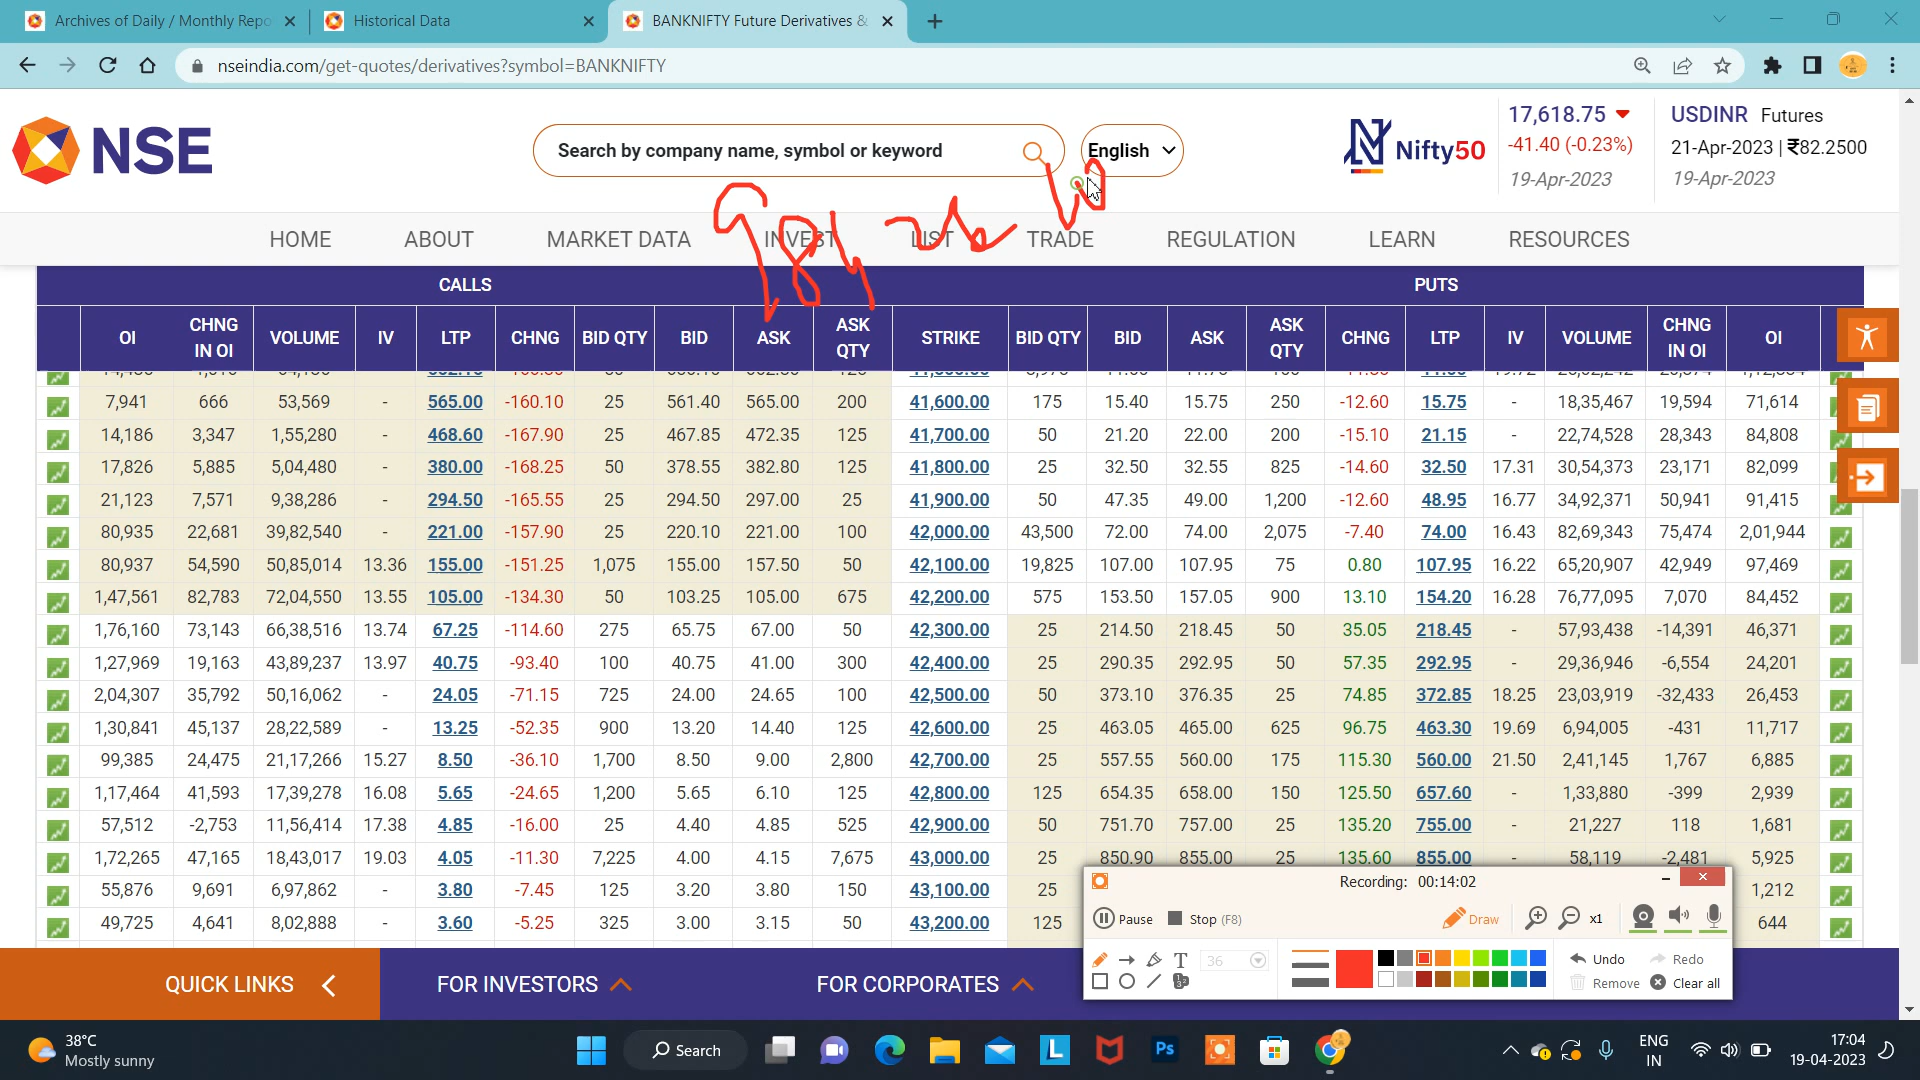 Archives of Daily / Monthly Repo
Historical Data
BANKNIFTY Future Derivatives &
nseindia.com/get-quotes/derivatives?symbol=BANKNIFTY
NSE
Search by company name, symbol or keyword
English
Nifty50
17,618.75
-41.40 (-0.23%)
19-Apr-2023
USDINR Futures
21-Apr-2023 | ₹82.2500
19-Apr-2023
HOME ABOUT MARKET DATA INVEST LIST TRADE REGULATION LEARN RESOURCES
CALLS PUTS
OI CHNG IN OI VOLUME IV LTP CHNG BID QTY BID ASK ASK QTY STRIKE BID QTY BID ASK ASK QTY CHNG LTP IV VOLUME CHNG IN OI OI
7,941 666 53,569 - 565.00 -160.10 25 561.40 565.00 200 41,600.00 175 15.40 15.75 250 -12.60 15.75 - 18,35,467 19,594 71,614
14,186 3,347 1,55,280 - 468.60 -167.90 25 467.85 472.35 125 41,700.00 50 21.20 22.00 200 -15.10 21.15 - 22,74,528 28,343 84,808
17,826 5,885 5,04,480 - 380.00 -168.25 50 378.55 382.80 125 41,800.00 25 32.50 32.55 825 -14.60 32.50 17.31 30,54,373 23,171 82,099
21,123 7,571 9,38,286 - 294.50 -165.55 25 294.50 297.00 25 41,900.00 50 47.35 49.00 1,200 -12.60 48.95 16.77 34,92,371 50,941 91,415
80,935 22,681 39,82,540 - 221.00 -157.90 25 220.10 221.00 100 42,000.00 43,500 72.00 74.00 2,075 -7.40 74.00 16.43 82,69,343 75,474 2,01,944
80,937 54,590 50,85,014 13.36 155.00 -151.25 1,075 155.00 157.50 50 42,100.00 19,825 107.00 107.95 75 0.80 107.95 16.22 65,20,907 42,949 97,469
1,47,561 82,783 72,04,550 13.55 105.00 -134.30 50 103.25 105.00 675 42,200.00 575 153.50 157.05 900 13.10 154.20 16.28 76,77,095 7,070 84,452
1,76,160 73,143 66,38,516 13.74 67.25 -114.60 275 65.75 67.00 50 42,300.00 25 214.50 218.45 50 35.05 218.45 - 57,93,438 -14,391 46,371
1,27,969 19,163 43,89,237 13.97 40.75 -93.40 100 40.75 41.00 300 42,400.00 25 290.35 292.95 50 57.35 292.95 - 29,36,946 -6,554 24,201
2,04,307 35,792 50,16,062 - 24.05 -71.15 725 24.00 24.65 100 42,500.00 50 373.10 376.35 25 74.85 372.85 18.25 23,03,919 -32,433 26,453
1,30,841 45,137 28,22,589 - 13.25 -52.35 900 13.20 14.40 125 42,600.00 25 463.05 465.00 625 96.75 463.30 19.69 6,94,005 -431 11,717
99,385 24,475 21,17,266 15.27 8.50 -36.10 1,700 8.50 9.00 2,800 42,700.00 25 557.55 560.00 175 115.30 560.00 21.50 2,41,145 1,767 6,885
1,17,464 41,593 17,39,278 16.08 5.65 -24.65 1,200 5.65 6.10 125 42,800.00 125 654.35 658.00 150 125.50 657.60 - 1,33,880 -399 2,939
57,512 -2,753 11,56,414 17.38 4.85 -16.00 25 4.40 4.85 525 42,900.00 50 751.70 757.00 25 135.20 755.00 - 21,227 118 1,681
1,72,265 47,165 18,43,017 19.03 4.05 -11.30 7,225 4.00 4.15 7,675 43,000.00 25 850.90 855.00 25 135.60 855.00 - 58,119 -2,481 5,925
55,876 9,691 6,97,862 - 3.80 -7.45 125 3.20 3.80 150 43,100.00 25 1,212
49,725 4,641 8,02,888 - 3.60 -5.25 325 3.00 3.15 50 43,200.00 125 644
Recording: 00:14:02
Pause Stop (F8) Draw x1
T 36
Undo Redo
Remove Clear all
QUICK LINKS FOR INVESTORS FOR CORPORATES
38°C
Mostly sunny
Search
ENG
IN
17:04
19-04-2023